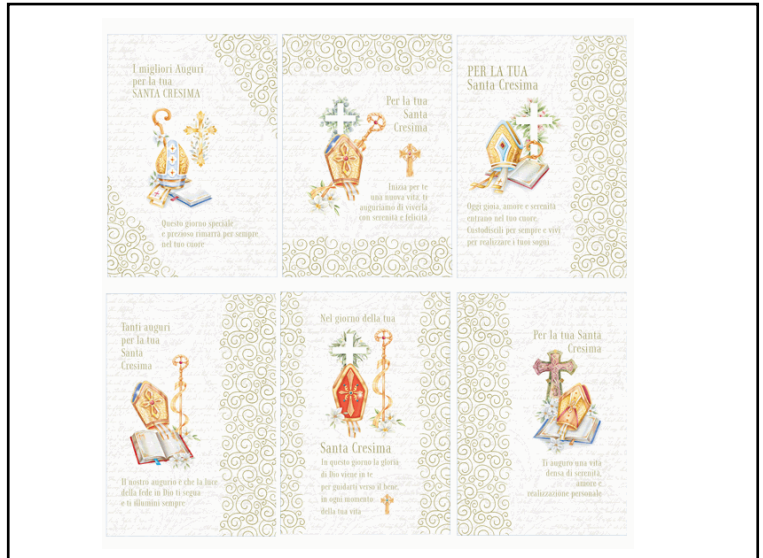 I migliori Auguri
per la tua
SANTA CRESIMA
Questo giorno speciale
e prezioso rimarrà per sempre
nel tuo cuore
Per la tua
Santa
Cresima
Inizia per te
una nuova vita: ti
auguriamo di viverla
con serenità e felicità
PER LA TUA
Santa Cresima
Oggi gioia, amore e serenità
entrano nel tuo cuore.
Custodiscili per sempre e vivi
per realizzare i tuoi sogni
Tanti auguri
per la tua
Santa
Cresima
Il nostro augurio è che la luce
della fede in Dio ti segua
e ti illumini sempre
Nel giorno della tua
Santa Cresima
In questo giorno la gloria
di Dio viene in te
per guidarti verso il bene,
in ogni momento
della tua vita
Per la tua Santa
Cresima
Ti auguro una vita
densa di serenità,
amore e
realizzazione personale